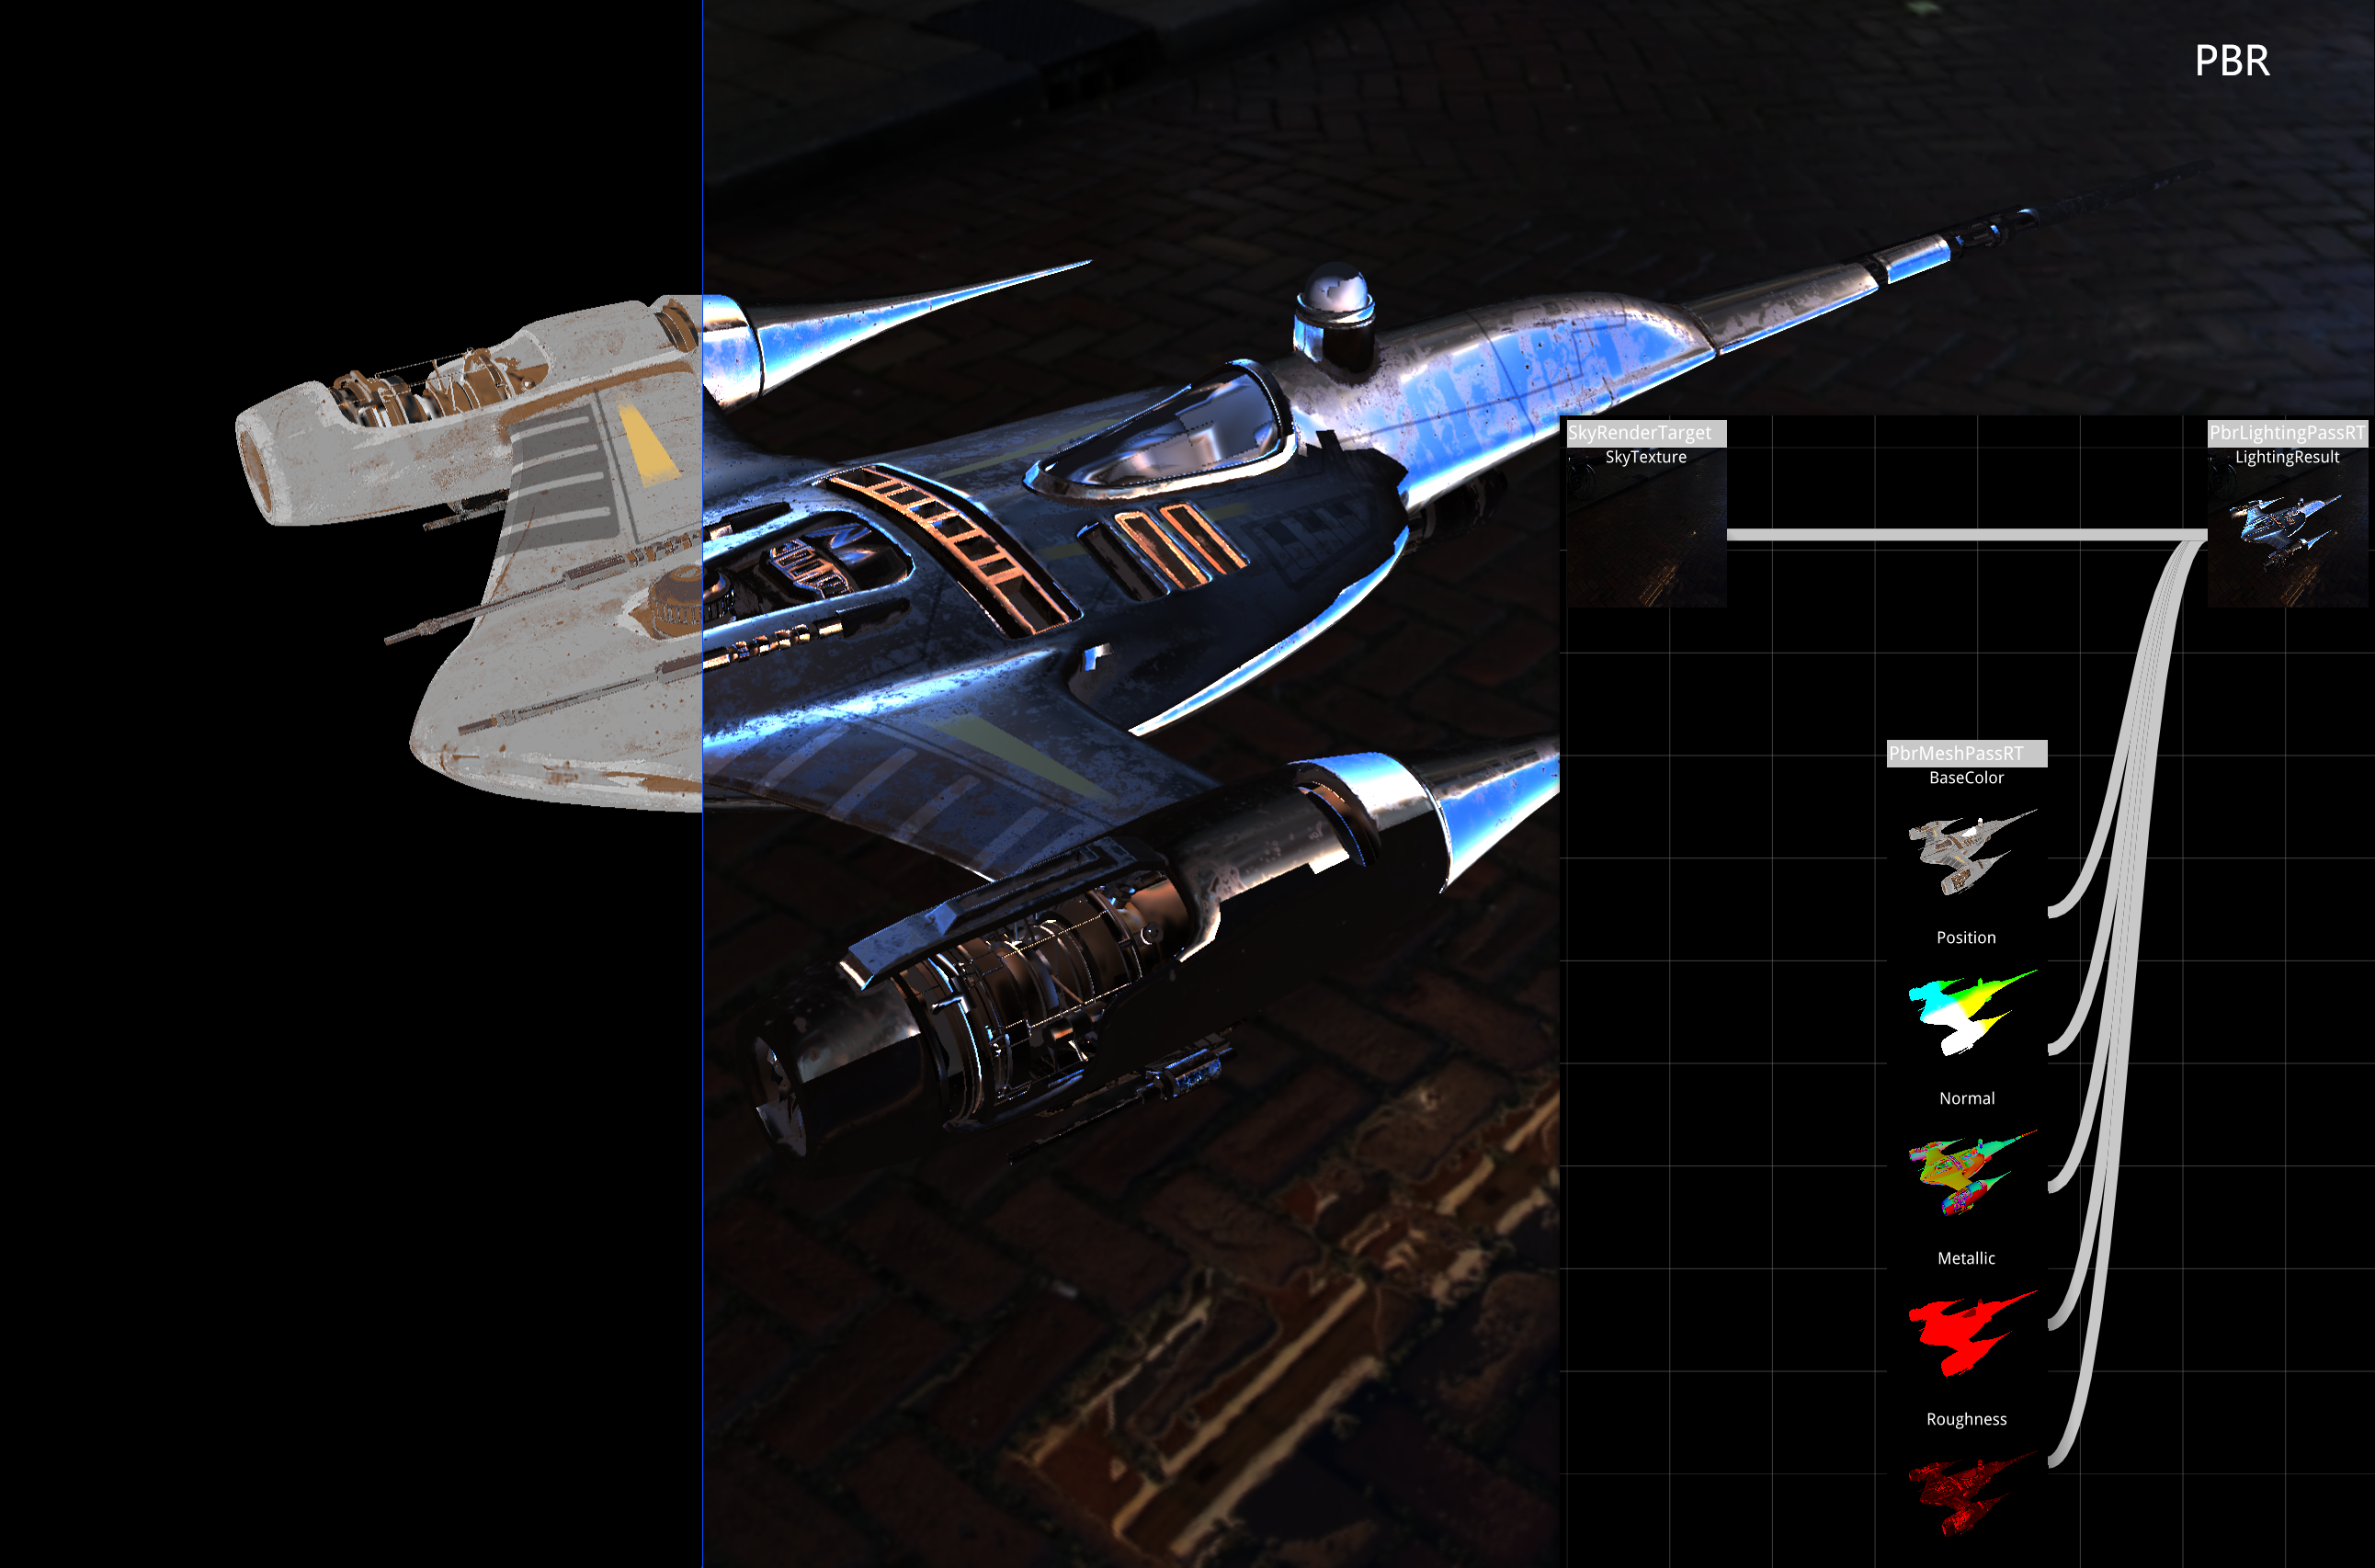 PBR
SkyRenderTarget
SkyTexture
PbrLightingPassRT
LightingResult
PbrMeshPassRT
BaseColor
Position
Normal
Metallic
Roughness